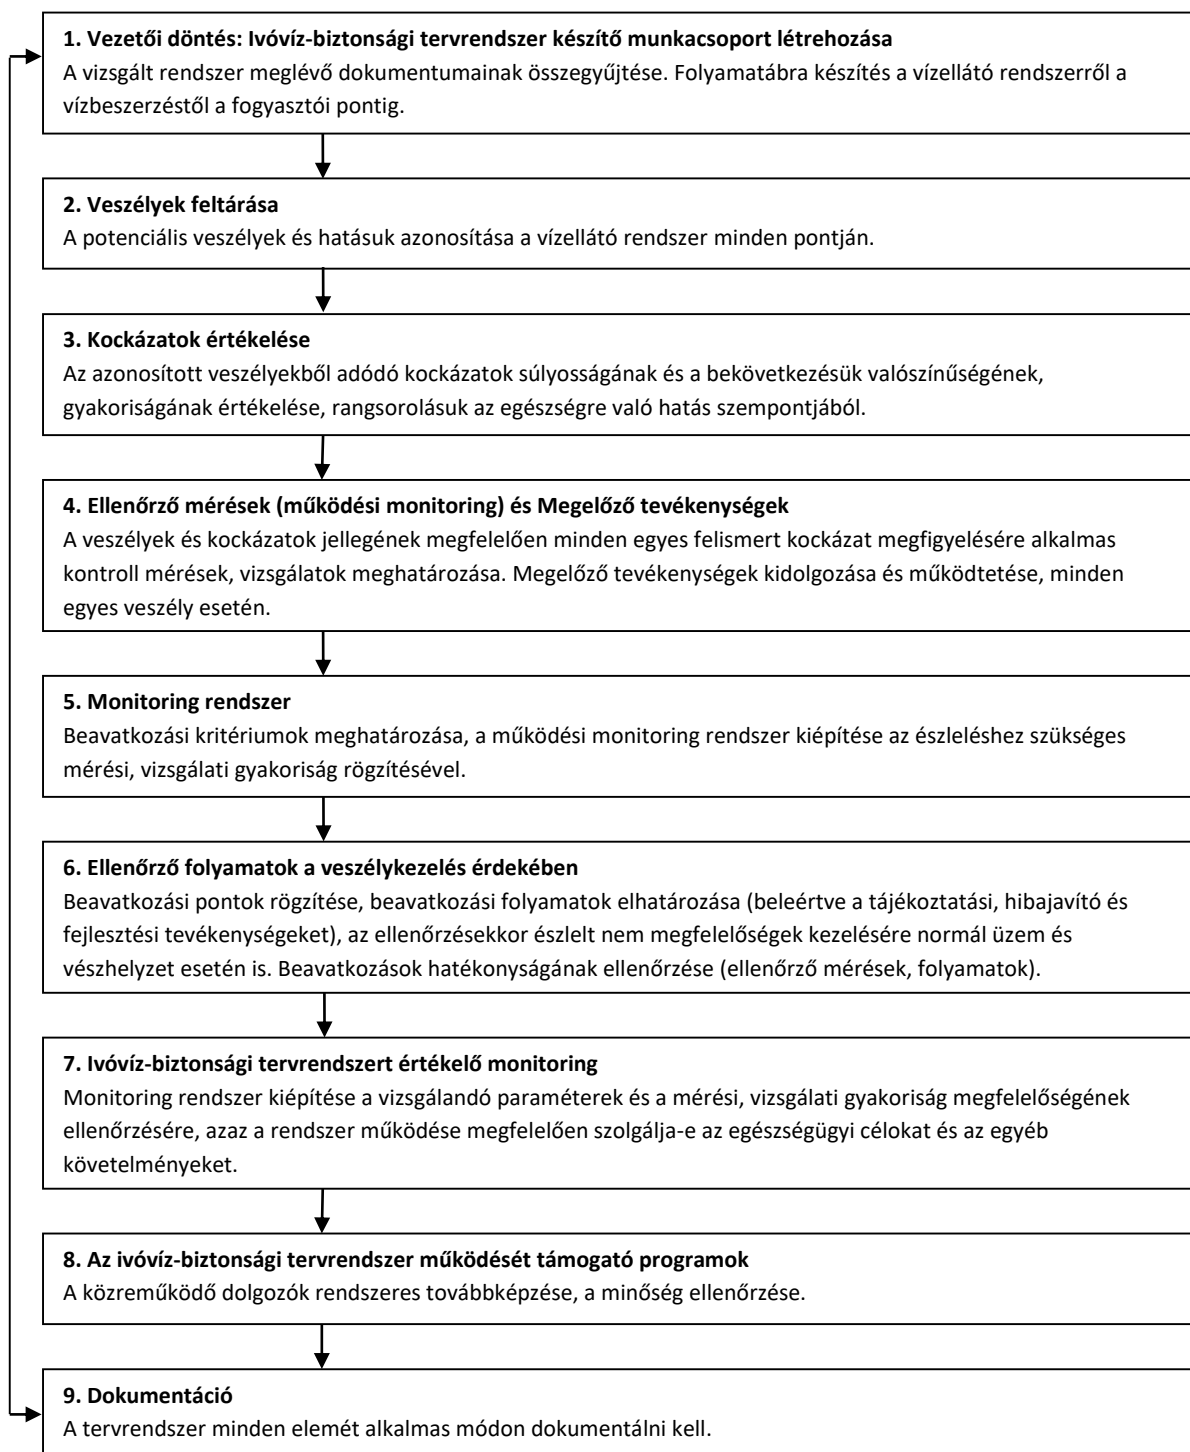 1. Vezetői döntés: Ivóvíz-biztonsági tervrendszer készítő munkacsoport létrehozása
A vizsgált rendszer meglévő dokumentumainak összegyűjtése. Folyamatábra készítés a vízellátó rendszerről a
vízbeszerzéstől a fogyasztói pontig.
2. Veszélyek feltárása
A potenciális veszélyek és hatásuk azonosítása a vízellátó rendszer minden pontján.
3. Kockázatok értékelése
Az azonosított veszélyekből adódó kockázatok súlyosságának és a bekövetkezésük valószínűségének,
gyakoriságának értékelése, rangsorolásuk az egészségre való hatás szempontjából.
4. Ellenőrző mérések (működési monitoring) és Megelőző tevékenységek
A veszélyek és kockázatok jellegének megfelelően minden egyes felismert kockázat megfigyelésére alkalmas
kontroll mérések, vizsgálatok meghatározása. Megelőző tevékenységek kidolgozása és működtetése, minden
egyes veszély esetén.
5. Monitoring rendszer
Beavatkozási kritériumok meghatározása, a működési monitoring rendszer kiépítése az észleléshez szükséges
mérési, vizsgálati gyakoriság rögzítésével.
6. Ellenőrző folyamatok a veszélykezelés érdekében
Beavatkozási pontok rögzítése, beavatkozási folyamatok elhatározása (beleértve a tájékoztatási, hibajavító és
fejlesztési tevékenységeket), az ellenőrzésekkor észlelt nem megfelelőségek kezelésére normál üzem és
vészhelyzet esetén is. Beavatkozások hatékonyságának ellenőrzése (ellenőrző mérések, folyamatok).
7. Ivóvíz-biztonsági tervrendszert értékelő monitoring
Monitoring rendszer kiépítése a vizsgálandó paraméterek és a mérési, vizsgálati gyakoriság megfelelőségének
ellenőrzésére, azaz a rendszer működése megfelelően szolgálja-e az egészségügyi célokat és az egyéb
követelményeket.
8. Az ivóvíz-biztonsági tervrendszer működését támogató programok
A közreműködő dolgozók rendszeres továbbképzése, a minőség ellenőrzése.
9. Dokumentáció
A tervrendszer minden elemét alkalmas módon dokumentálni kell.